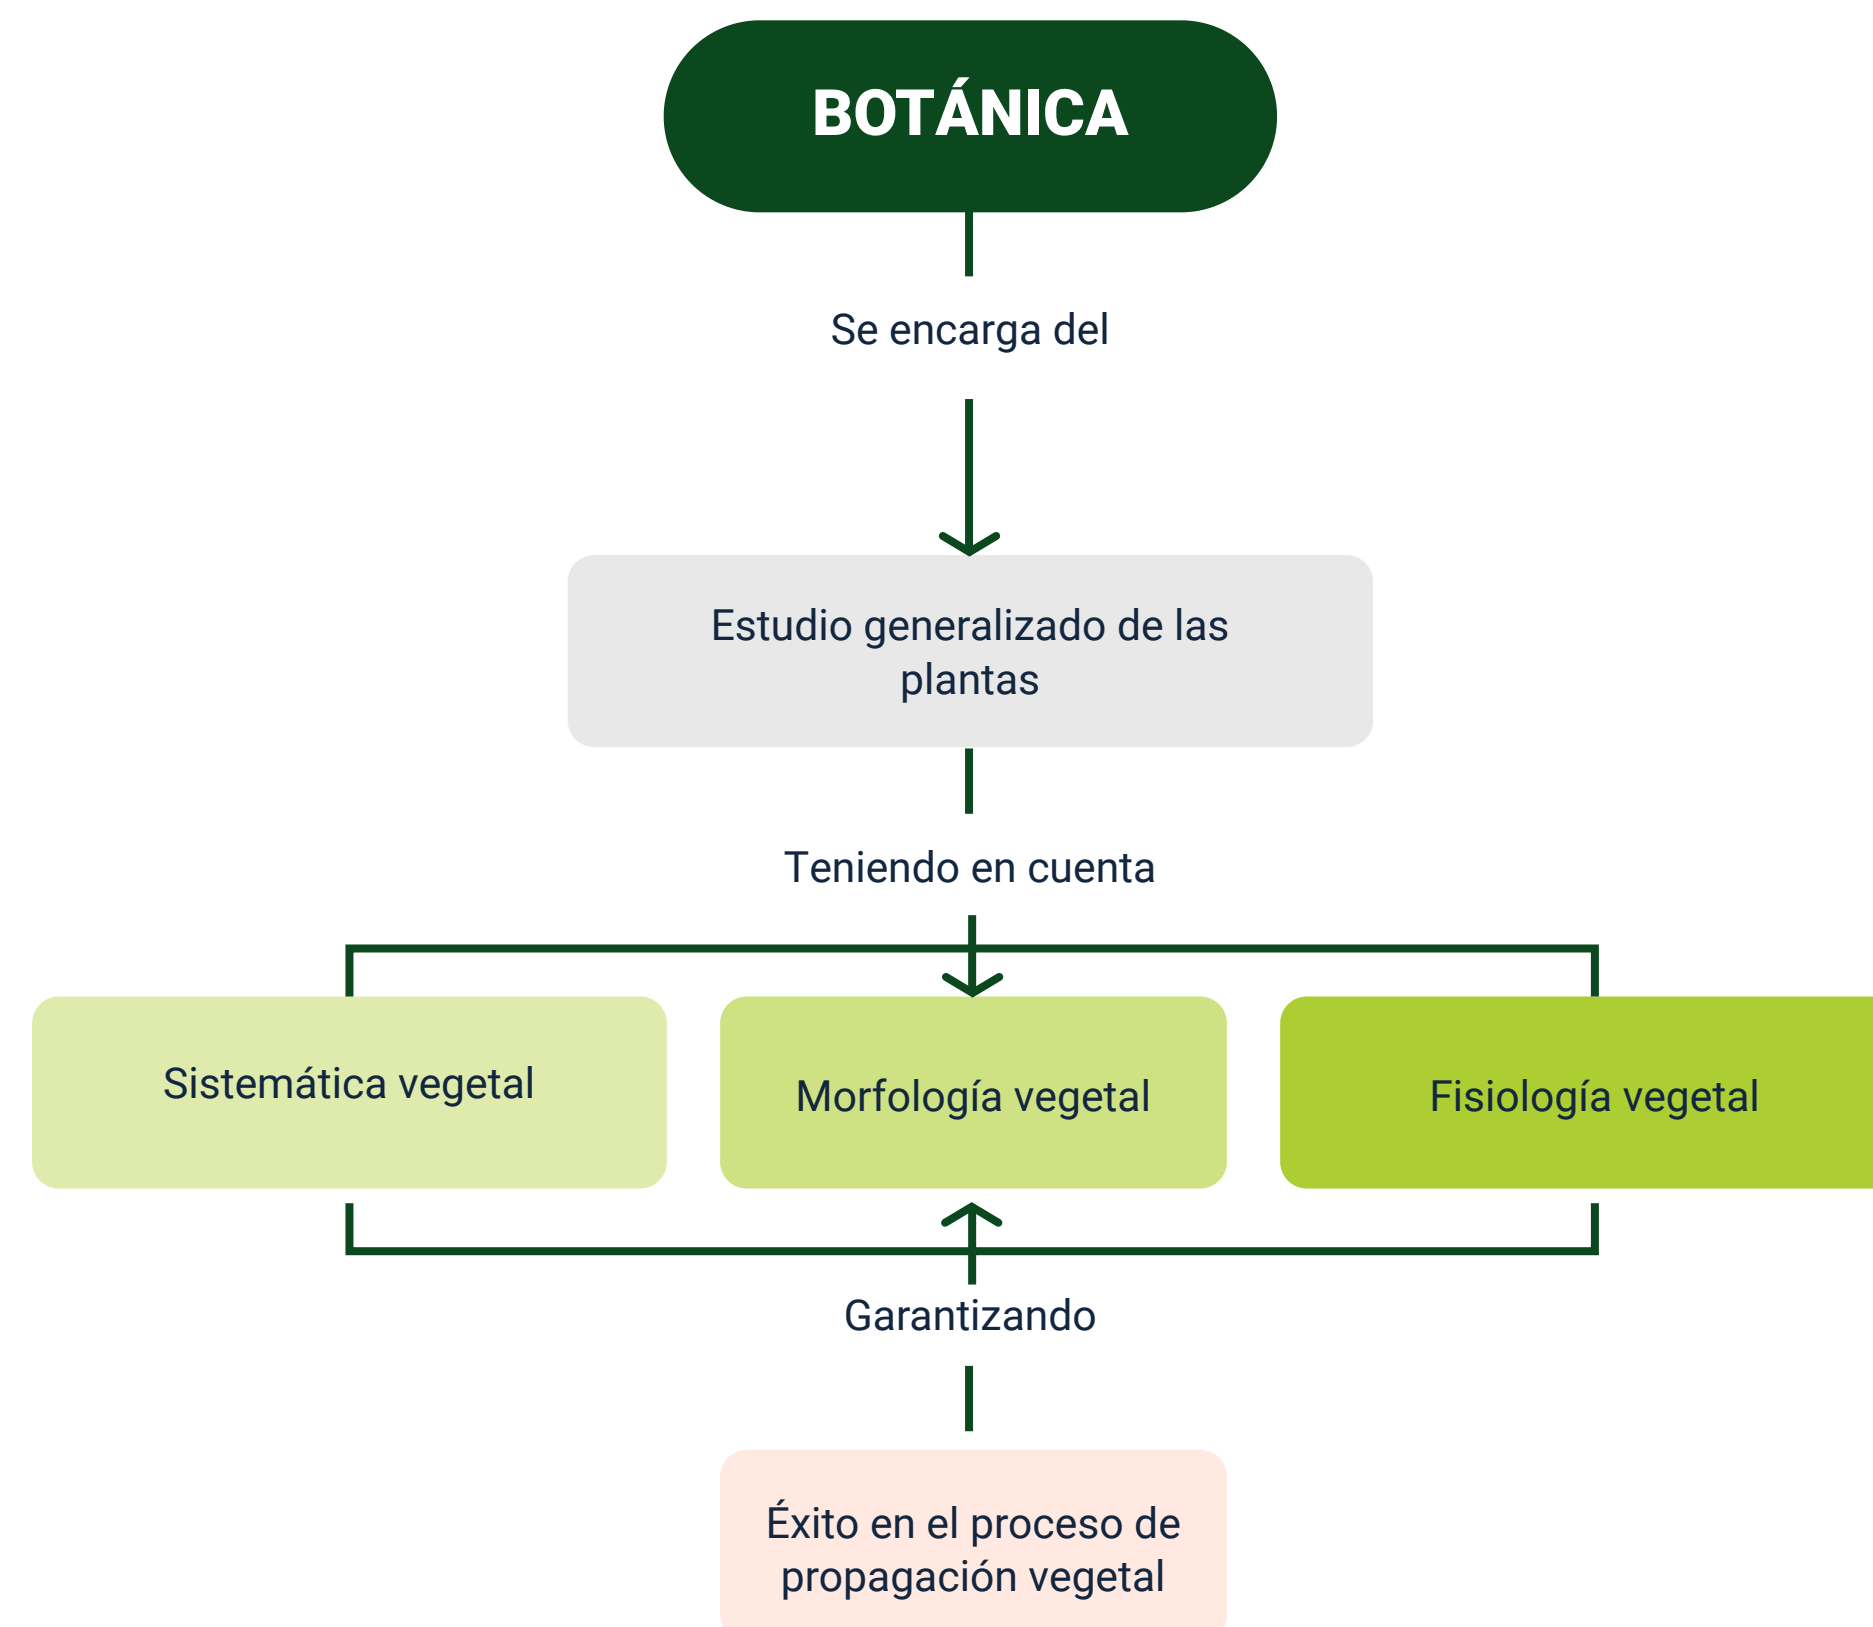 BOTÁNICA
Se encarga del
Estudio generalizado de las
plantas
Teniendo en cuenta
Sistemática vegetal
Morfología vegetal
Fisiología vegetal
Garantizando
Éxito en el proceso de
propagación vegetal